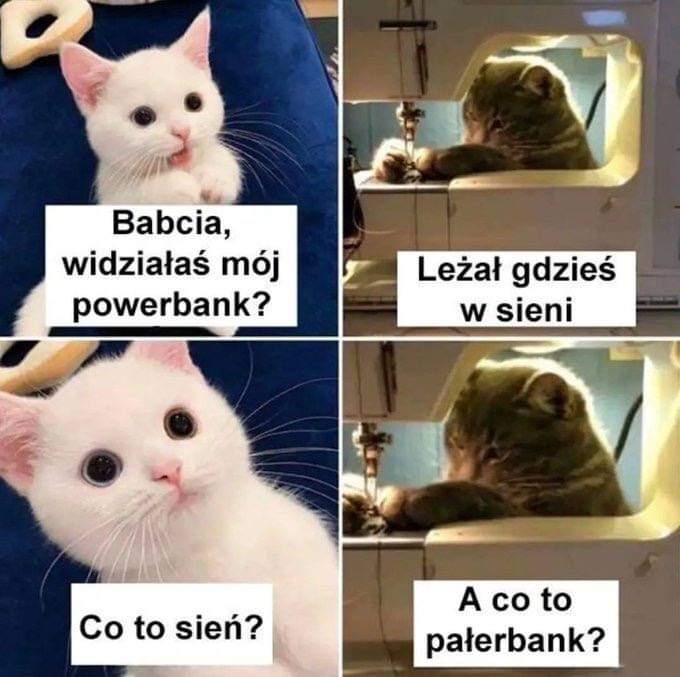 Babcia,
widziałaś mój
powerbank?
Leżał gdzieś
w sieni
Co to sień?
A co to
pałerbank?